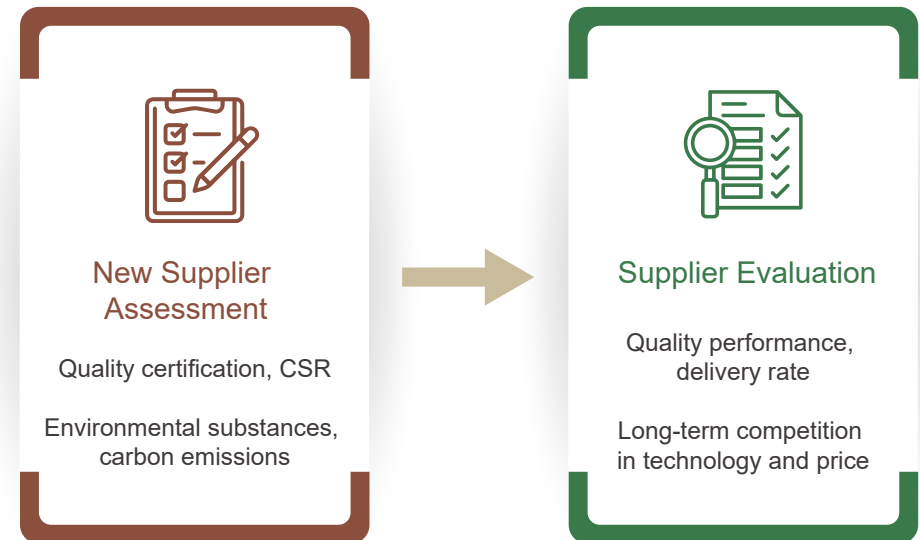 New Supplier
Assessment
Quality certification, CSR
Environmental substances,
carbon emissions
Supplier Evaluation
Quality performance,
delivery rate
Long-term competition
in technology and price